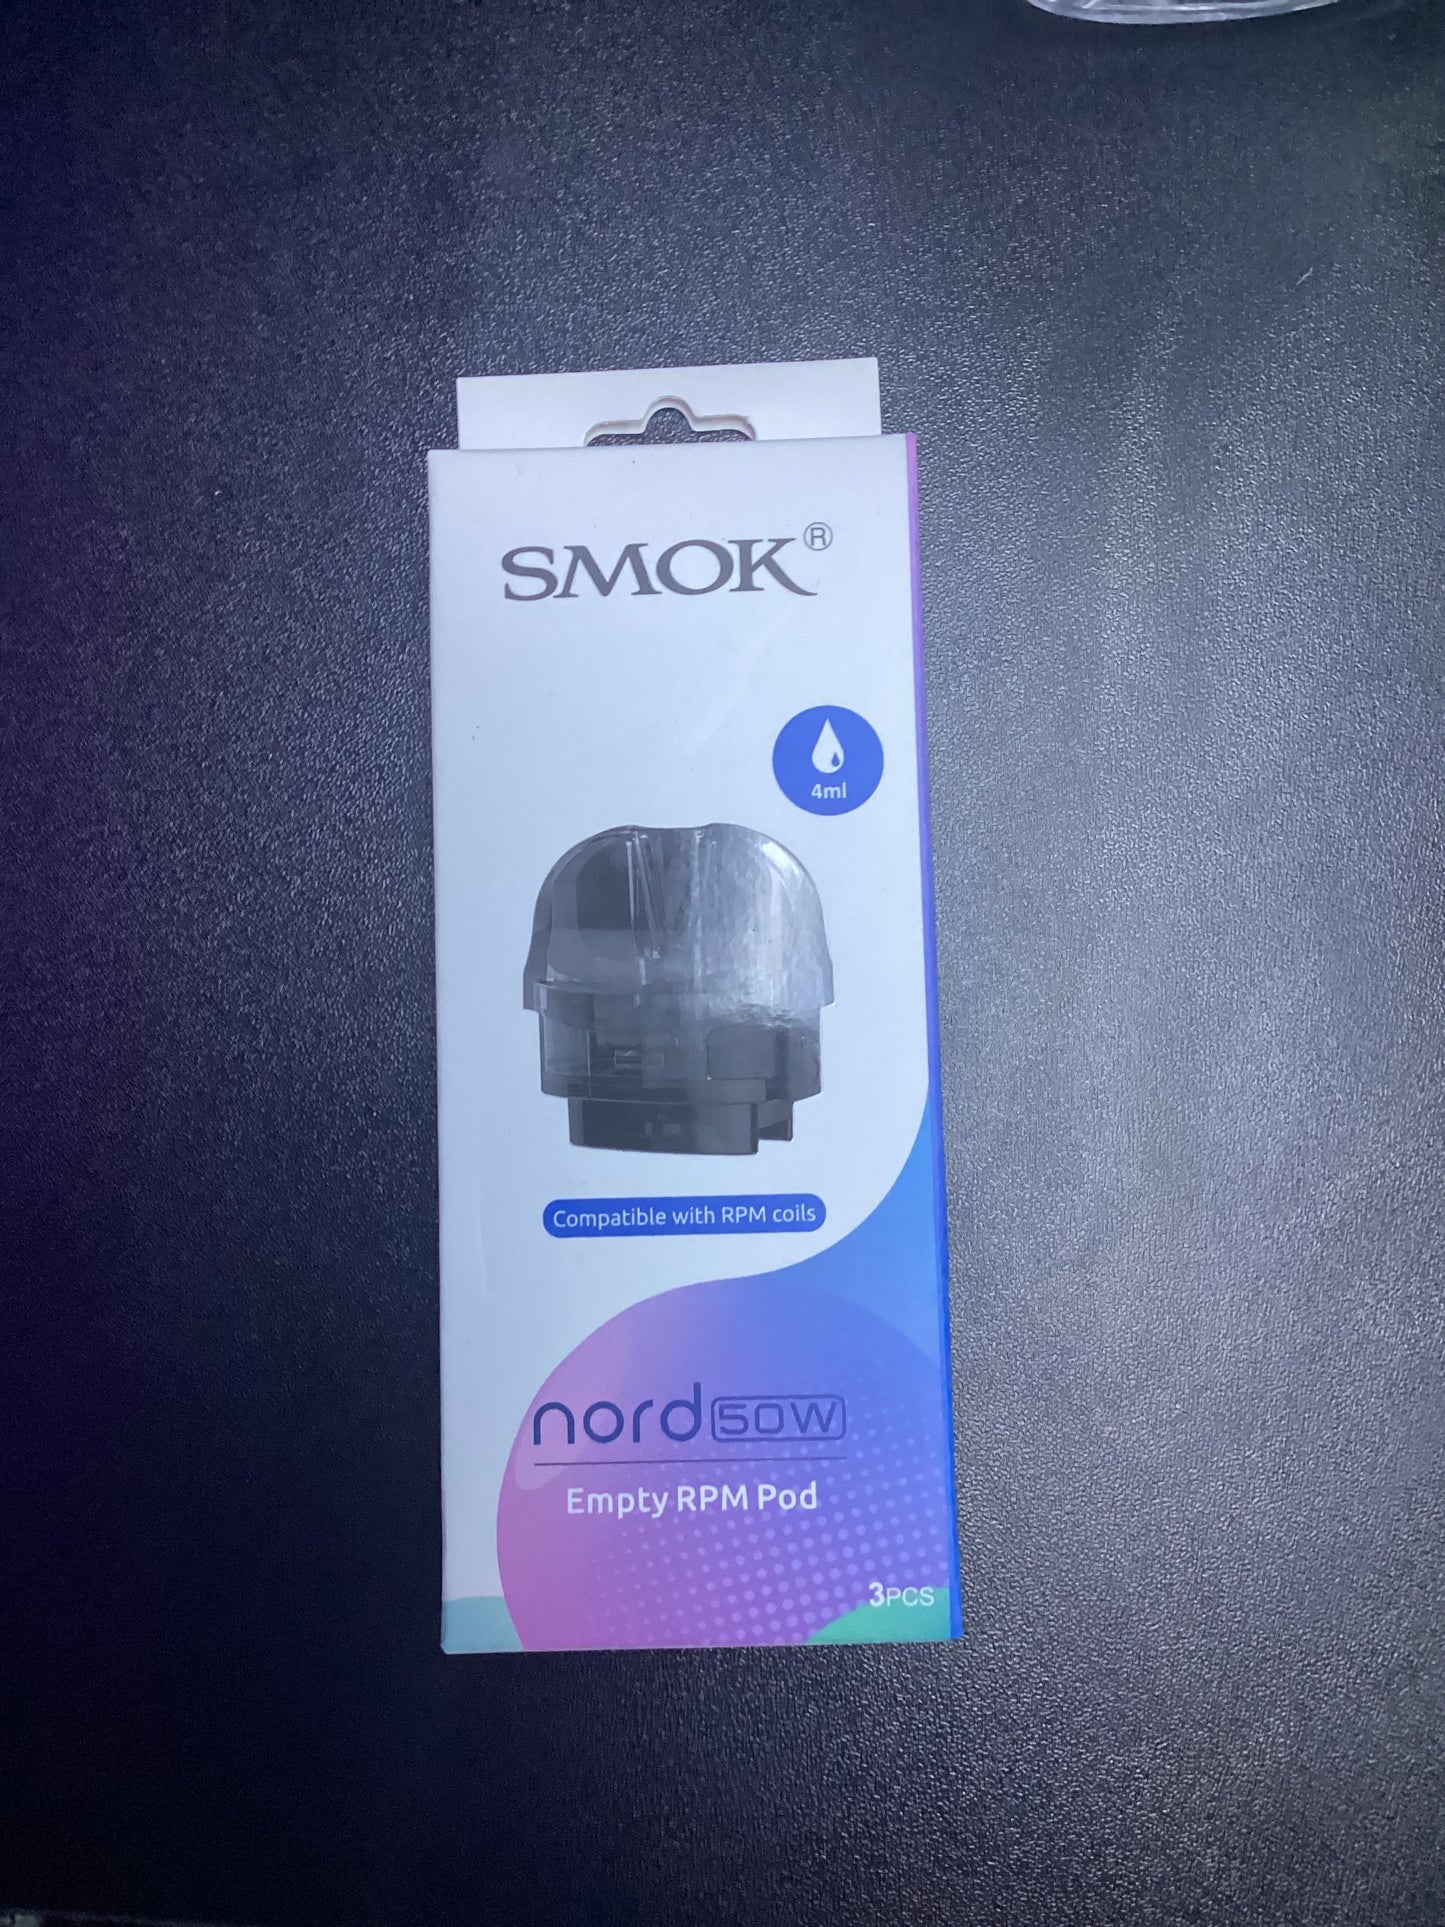 SMOK®
4ml
Compatible with RPM coils
nord 50W
Empty RPM Pod
3PCS